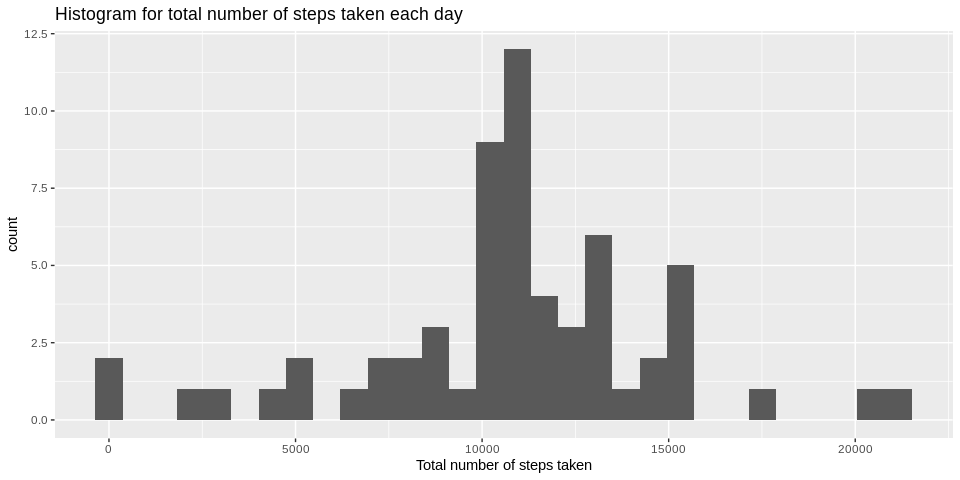 Histogram for total number of steps taken each day
12.5
10.0
7.5
5.0
2.5
0.0
count
0 5000 10000 15000 20000
Total number of steps taken